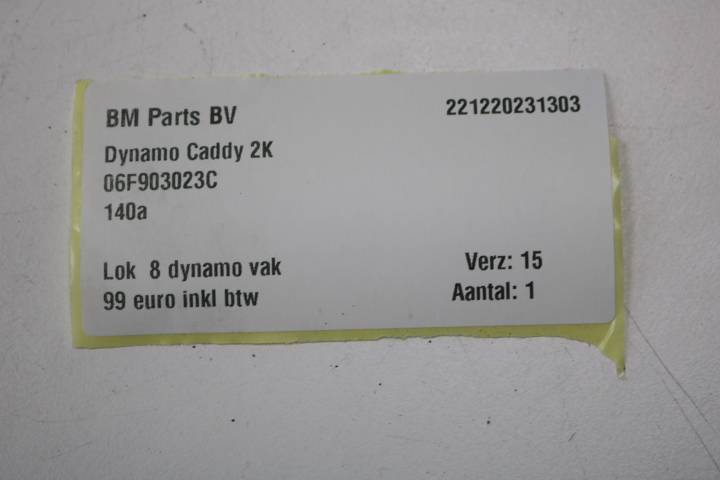 BM Parts BV 221220231303
Dynamo Caddy 2K
06F903023C
140a
Lok 8 dynamo vak Verz: 15
99 euro inkl btw Aantal: 1